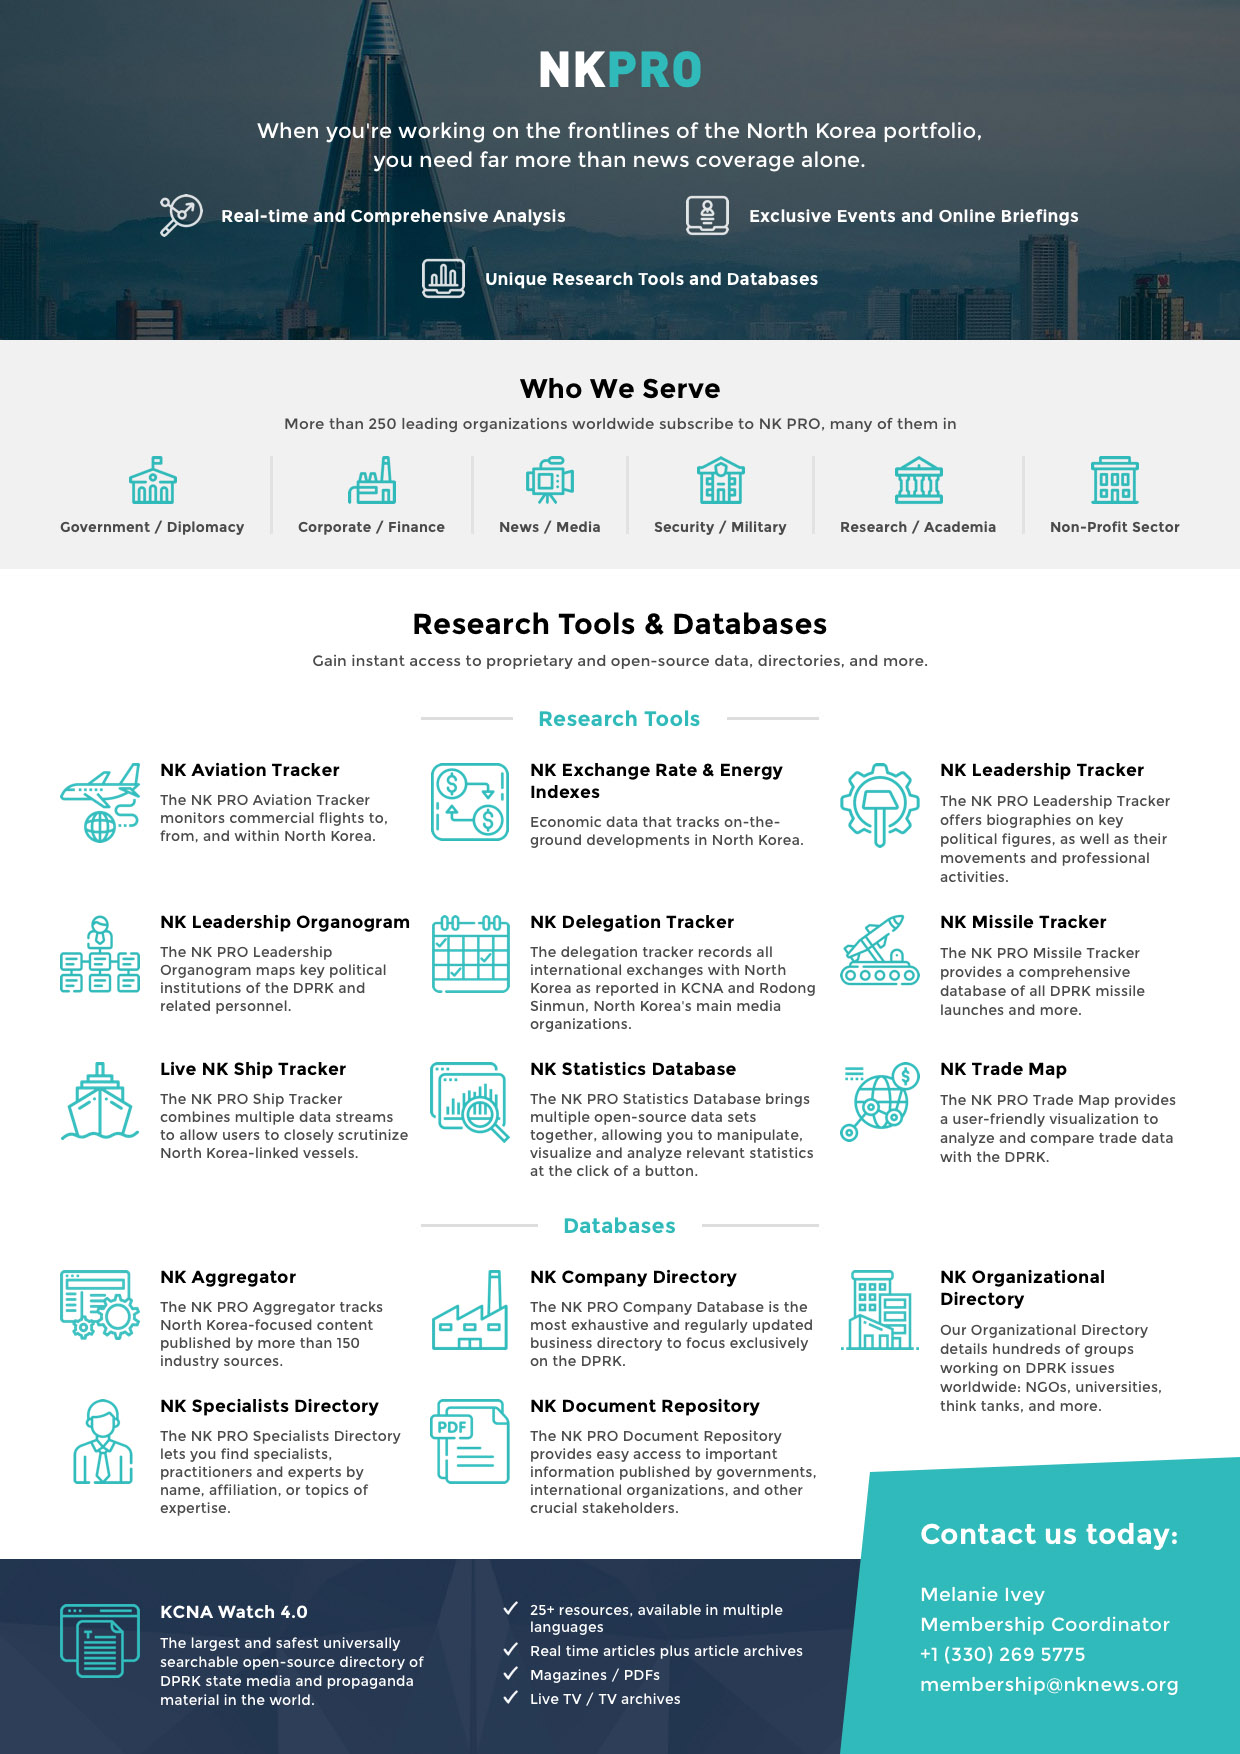 NKPRO
When you're working on the frontlines of the North Korea portfolio,
you need far more than news coverage alone.
Real-time and Comprehensive Analysis
Exclusive Events and Online Briefings
Unique Research Tools and Databases
Who We Serve
More than 250 leading organizations worldwide subscribe to NK PRO, many of them in
Government / Diplomacy
Corporate / Finance
News / Media
Security / Military
Research / Academia
Non-Profit Sector
Research Tools & Databases
Gain instant access to proprietary and open-source data, directories, and more.
Research Tools
NK Aviation Tracker
The NK PRO Aviation Tracker
monitors commercial flights to,
from, and within North Korea.
NK Exchange Rate & Energy
Indexes
Economic data that tracks on-the-
ground developments in North Korea.
NK Leadership Tracker
The NK PRO Leadership Tracker
offers biographies on key
political figures, as well as their
movements and professional
activities.
NK Leadership Organogram
The NK PRO Leadership
Organogram maps key political
institutions of the DPRK and
related personnel.
NK Delegation Tracker
The delegation tracker records all
international exchanges with North
Korea as reported in KCNA and Rodong
Sinmun, North Korea's main media
organizations.
NK Missile Tracker
The NK PRO Missile Tracker
provides a comprehensive
database of all DPRK missile
launches and more.
Live NK Ship Tracker
The NK PRO Ship Tracker
combines multiple data streams
to allow users to closely scrutinize
North Korea-linked vessels.
NK Statistics Database
The NK PRO Statistics Database brings
multiple open-source data sets
together, allowing you to manipulate,
visualize and analyze relevant statistics
at the click of a button.
NK Trade Map
The NK PRO Trade Map provides
a user-friendly visualization to
analyze and compare trade data
with the DPRK.
Databases
NK Aggregator
The NK PRO Aggregator tracks
North Korea-focused content
published by more than 150
industry sources.
NK Company Directory
The NK PRO Company Database is the
most exhaustive and regularly updated
business directory to focus exclusively
on the DPRK.
NK Organizational
Directory
Our Organizational Directory
details hundreds of groups
working on DPRK issues
worldwide: NGOs, universities,
think tanks, and more.
NK Specialists Directory
The NK PRO Specialists Directory
lets you find specialists,
practitioners and experts by
name, affiliation, or topics of
expertise.
PDF
NK Document Repository
The NK PRO Document Repository
provides easy access to important
information published by governments,
international organizations, and other
crucial stakeholders.
KCNA Watch 4.0
The largest and safest universally
searchable open-source directory of
DPRK state media and propaganda
material in the world.
25+ resources, available in multiple
languages
Real time articles plus article archives
Magazines / PDFs
Live TV / TV archives
Contact us today:
Melanie Ivey
Membership Coordinator
+1 (330) 269 5775
membership@nknews.org